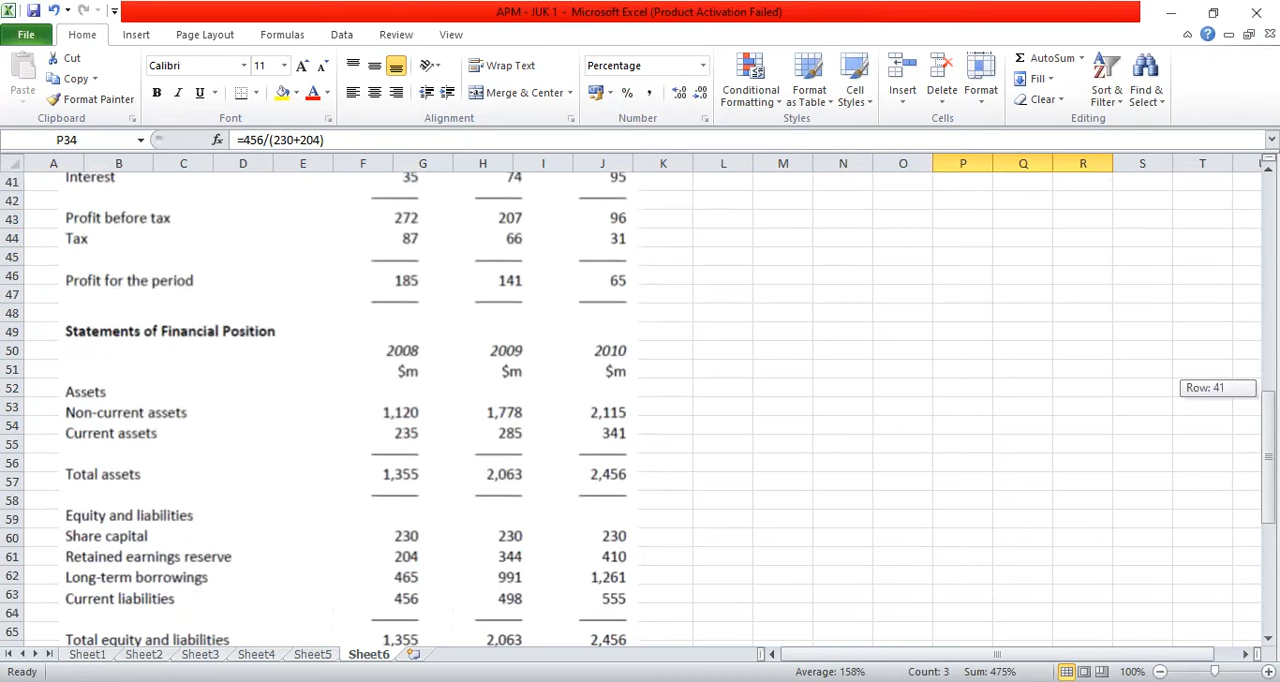 APM - JUK 1 - Microsoft Excel (Product Activation Failed)
File Home Insert Page Layout Formulas Data Review View
Paste Cut Copy Format Painter Clipboard
Calibri 11 A A B I U A Font
Wrap Text Merge & Center Alignment
Percentage % , .0 .00 .00 .0 Number
Conditional Formatting Format as Table Cell Styles Styles
Insert Delete Format Cells
Σ AutoSum Fill Clear Sort & Filter Find & Select Editing
P34 fx =456/(230+204)
A B C D E F G H I J K L M N O P Q R S T
41 Interest 35 74 95
42
43 Profit before tax 272 207 96
44 Tax 87 66 31
45
46 Profit for the period 185 141 65
47
48
49 Statements of Financial Position
50 2008 2009 2010
51 $m $m $m
52 Assets
53 Non-current assets 1,120 1,778 2,115
54 Current assets 235 285 341
55
56
57 Total assets 1,355 2,063 2,456
58
59 Equity and liabilities
60 Share capital 230 230 230
61 Retained earnings reserve 204 344 410
62 Long-term borrowings 465 991 1,261
63 Current liabilities 456 498 555
64
65 Total equity and liabilities 1,355 2,063 2,456
Row: 41
Sheet1 Sheet2 Sheet3 Sheet4 Sheet5 Sheet6
Ready Average: 158% Count: 3 Sum: 475% 100%